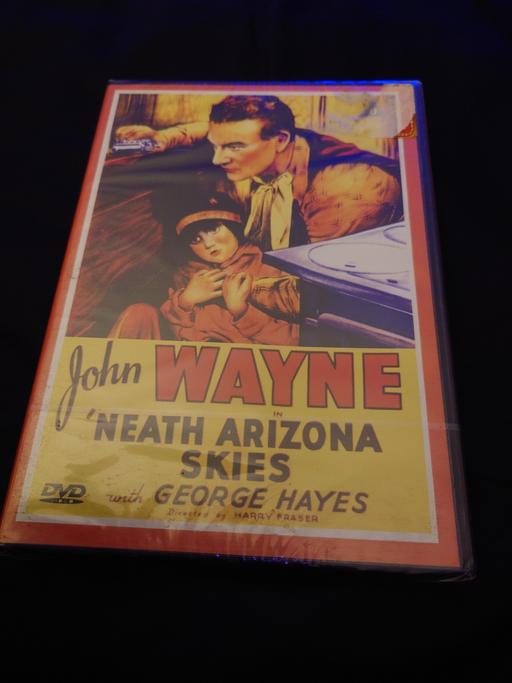 John WAYNE
IN
'NEATH ARIZONA
SKIES
with GEORGE HAYES
Directed by HARRY FRASER
DVD